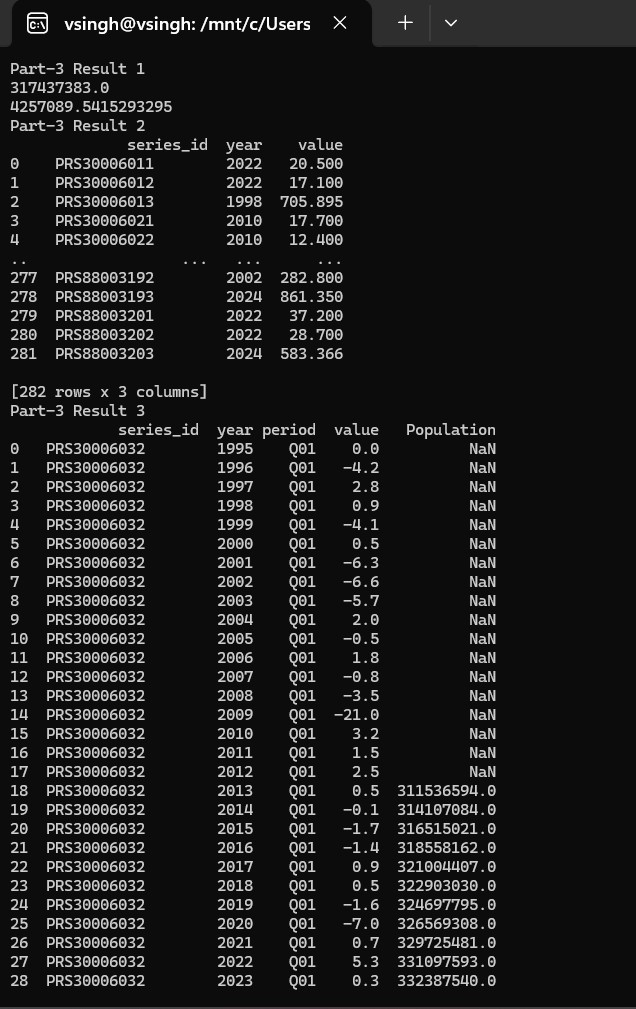 vsingh@vsingh: /mnt/c/Users
Part-3 Result 1
317437383.0
4257089.5415293295
Part-3 Result 2
series_id year value
0 PRS30006011 2022 20.500
1 PRS30006012 2022 17.100
2 PRS30006013 1998 705.895
3 PRS30006021 2010 17.700
4 PRS30006022 2010 12.400
.. ... ... ...
277 PRS88003192 2002 282.800
278 PRS88003193 2024 861.350
279 PRS88003201 2022 37.200
280 PRS88003202 2022 28.700
281 PRS88003203 2024 583.366
[282 rows x 3 columns]
Part-3 Result 3
series_id year period value Population
0 PRS30006032 1995 Q01 0.0 NaN
1 PRS30006032 1996 Q01 -4.2 NaN
2 PRS30006032 1997 Q01 2.8 NaN
3 PRS30006032 1998 Q01 0.9 NaN
4 PRS30006032 1999 Q01 -4.1 NaN
5 PRS30006032 2000 Q01 0.5 NaN
6 PRS30006032 2001 Q01 -6.3 NaN
7 PRS30006032 2002 Q01 -6.6 NaN
8 PRS30006032 2003 Q01 -5.7 NaN
9 PRS30006032 2004 Q01 2.0 NaN
10 PRS30006032 2005 Q01 -0.5 NaN
11 PRS30006032 2006 Q01 1.8 NaN
12 PRS30006032 2007 Q01 -0.8 NaN
13 PRS30006032 2008 Q01 -3.5 NaN
14 PRS30006032 2009 Q01 -21.0 NaN
15 PRS30006032 2010 Q01 3.2 NaN
16 PRS30006032 2011 Q01 1.5 NaN
17 PRS30006032 2012 Q01 2.5 NaN
18 PRS30006032 2013 Q01 0.5 311536594.0
19 PRS30006032 2014 Q01 -0.1 314107084.0
20 PRS30006032 2015 Q01 -1.7 316515021.0
21 PRS30006032 2016 Q01 -1.4 318558162.0
22 PRS30006032 2017 Q01 0.9 321004407.0
23 PRS30006032 2018 Q01 0.5 322903030.0
24 PRS30006032 2019 Q01 -1.6 324697795.0
25 PRS30006032 2020 Q01 -7.0 326569308.0
26 PRS30006032 2021 Q01 0.7 329725481.0
27 PRS30006032 2022 Q01 5.3 331097593.0
28 PRS30006032 2023 Q01 0.3 332387540.0